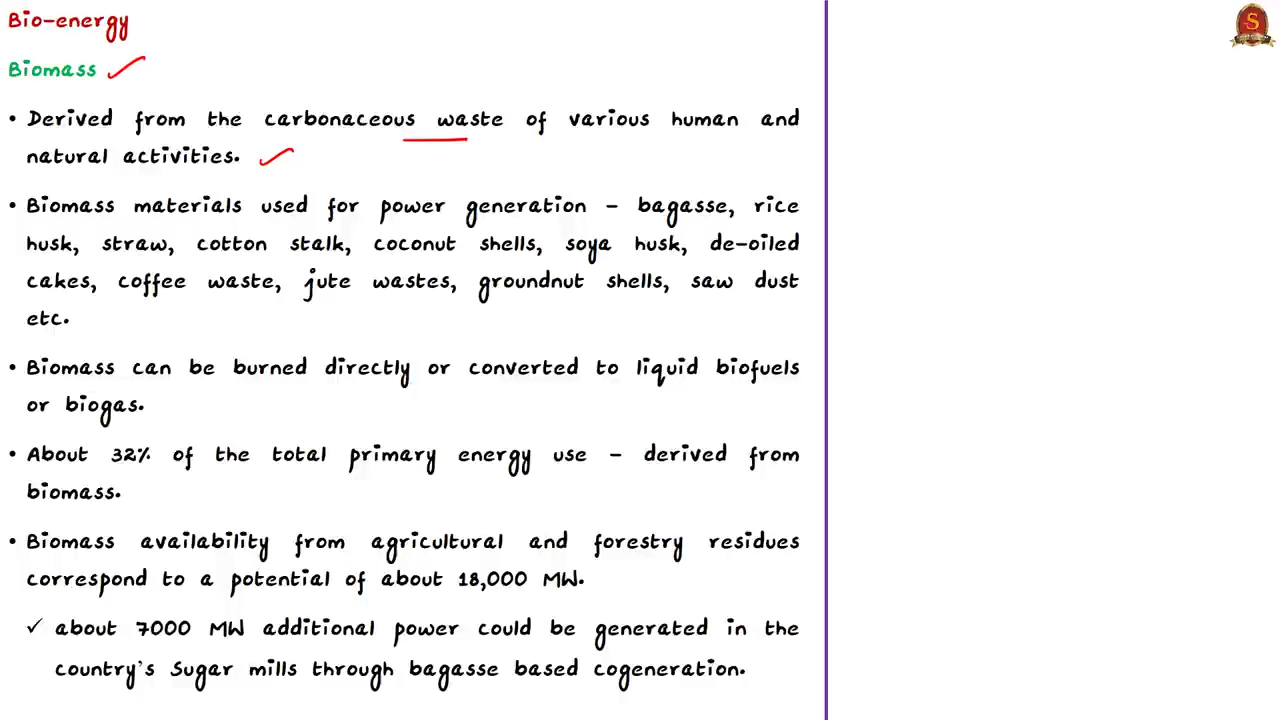 Bio-energy
Biomass
• Derived from the carbonaceous waste of various human and
natural activities.
• Biomass materials used for power generation – bagasse, rice
husk, straw, cotton stalk, coconut shells, soya husk, de-oiled
cakes, coffee waste, jute wastes, groundnut shells, saw dust
etc.
• Biomass can be burned directly or converted to liquid biofuels
or biogas.
• About 32% of the total primary energy use – derived from
biomass.
• Biomass availability from agricultural and forestry residues
correspond to a potential of about 18,000 MW.
✓ about 7000 MW additional power could be generated in the
country's Sugar mills through bagasse based cogeneration.
S